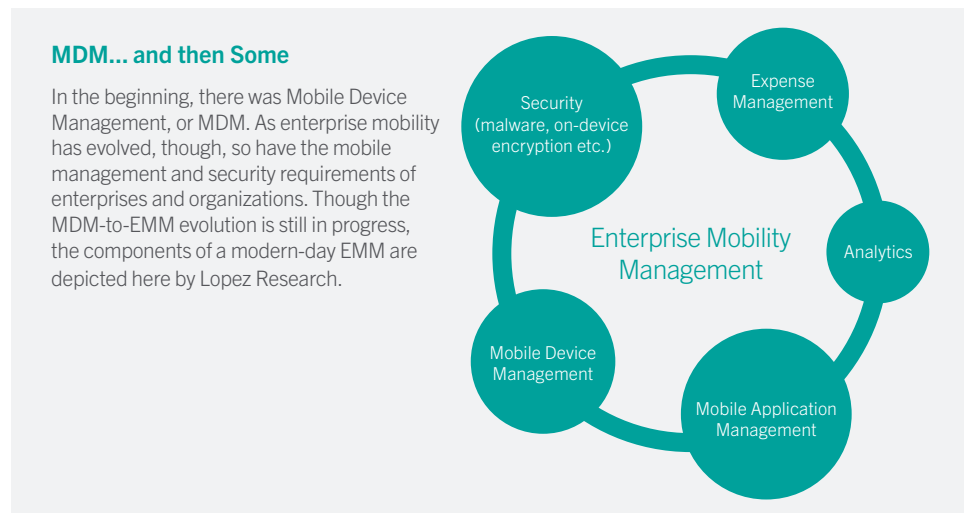 MDM... and then Some
In the beginning, there was Mobile Device
Management, or MDM. As enterprise mobility
has evolved, though, so have the mobile
management and security requirements of
enterprises and organizations. Though the
MDM-to-EMM evolution is still in progress,
the components of a modern-day EMM are
depicted here by Lopez Research.
Security
(malware, on-device
encryption etc.)
Expense
Management
Enterprise Mobility
Management
Analytics
Mobile Device
Management
Mobile Application
Management